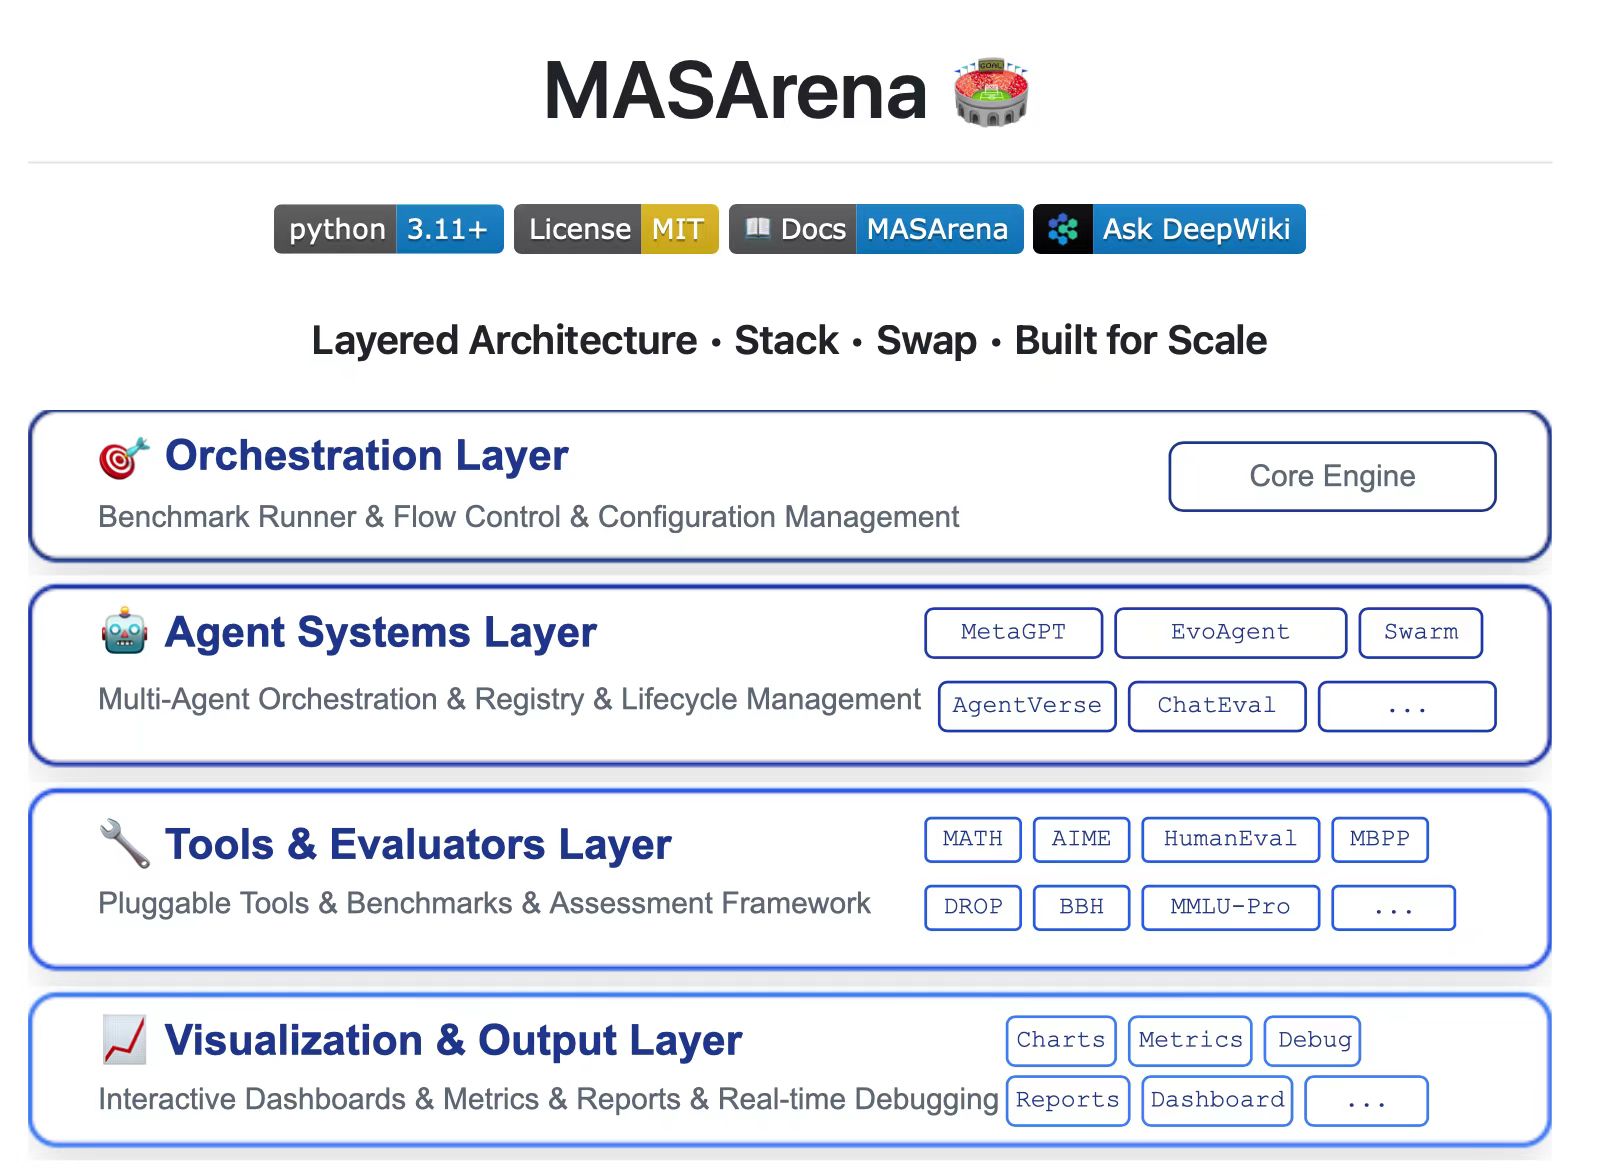 MASArena
python 3.11+ License MIT Docs MASArena Ask DeepWiki
Layered Architecture • Stack • Swap • Built for Scale
Orchestration Layer
Benchmark Runner & Flow Control & Configuration Management
Core Engine
Agent Systems Layer
Multi-Agent Orchestration & Registry & Lifecycle Management
MetaGPT EvoAgent Swarm
AgentVerse ChatEval ...
Tools & Evaluators Layer
Pluggable Tools & Benchmarks & Assessment Framework
MATH AIME HumanEval MBPP
DROP BBH MMLU-Pro ...
Visualization & Output Layer
Interactive Dashboards & Metrics & Reports & Real-time Debugging
Charts Metrics Debug
Reports Dashboard ...